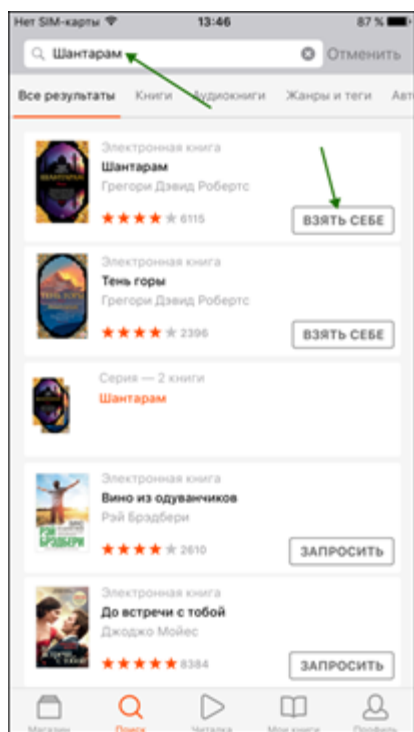 Нет SIM-карты 13:46 87 %
Шантарам Отменить
Все результаты Книги Аудиокниги Жанры и теги Авт
Электронная книга
Шантарам
Грегори Дэвид Робертс
6115
ВЗЯТЬ СЕБЕ
Электронная книга
Тень горы
Грегори Дэвид Робертс
2396
ВЗЯТЬ СЕБЕ
Серия — 2 книги
Шантарам
Электронная книга
Вино из одуванчиков
Рэй Брэдбери
2610
ЗАПРОСИТЬ
РЭЙ
БРЭДБЕРИ
Электронная книга
До встречи с тобой
Джоджо Мойес
8384
ЗАПРОСИТЬ
Магазин Поиск Читалка Мои книги Профиль